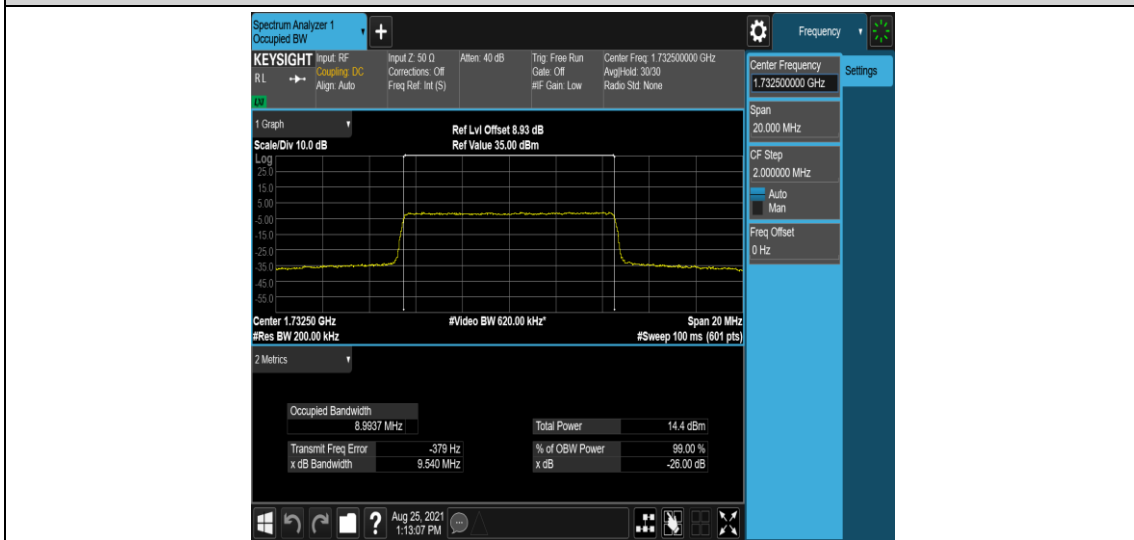 Spectrum Analyzer 1
Occupied BW
+
Frequency
KEYSIGHT
RL
LXI
Input: RF
Coupling: DC
Align: Auto
Input Z: 50 Ω
Corrections: Off
Freq Ref: Int (S)
Atten: 40 dB
Trig: Free Run
Gate: Off
#IF Gain: Low
Center Freq: 1.732500000 GHz
Avg|Hold: 30/30
Radio Std: None
Center Frequency
1.732500000 GHz
Settings
Span
20.000 MHz
CF Step
2.000000 MHz
Auto
Man
Freq Offset
0 Hz
1 Graph
Scale/Div 10.0 dB
Ref Lvl Offset 8.93 dB
Ref Value 35.00 dBm
Log
25.0
15.0
5.00
-5.00
-15.0
-25.0
-35.0
-45.0
-55.0
Center 1.73250 GHz
#Video BW 620.00 kHz*
Span 20 MHz
#Res BW 200.00 kHz
#Sweep 100 ms (601 pts)
2 Metrics
Occupied Bandwidth
8.9937 MHz
Total Power 14.4 dBm
Transmit Freq Error -379 Hz
% of OBW Power 99.00 %
x dB Bandwidth 9.540 MHz
x dB -26.00 dB
?
Aug 25, 2021
1:13:07 PM